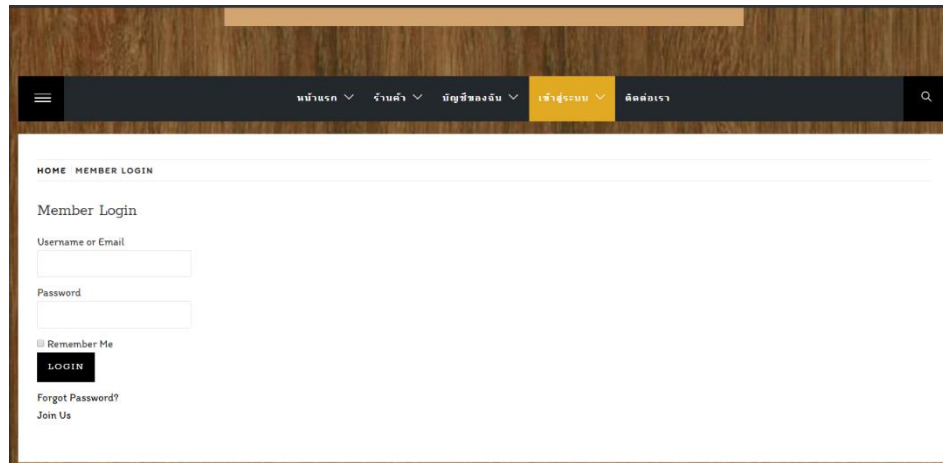 หน้าแรก ร้านค้า บัญชีของฉัน เข้าสู่ระบบ ติดต่อเรา
HOME MEMBER LOGIN
Member Login
Username or Email
Password
Remember Me
LOGIN
Forgot Password?
Join Us